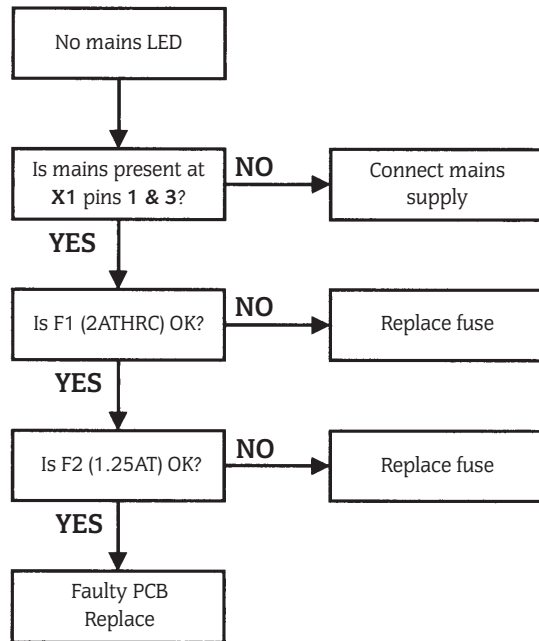 No mains LED
Is mains present at
X1 pins 1 & 3?
NO
Connect mains
supply
YES
Is F1 (2ATHRC) OK?
NO
Replace fuse
YES
Is F2 (1.25AT) OK?
NO
Replace fuse
YES
Faulty PCB
Replace